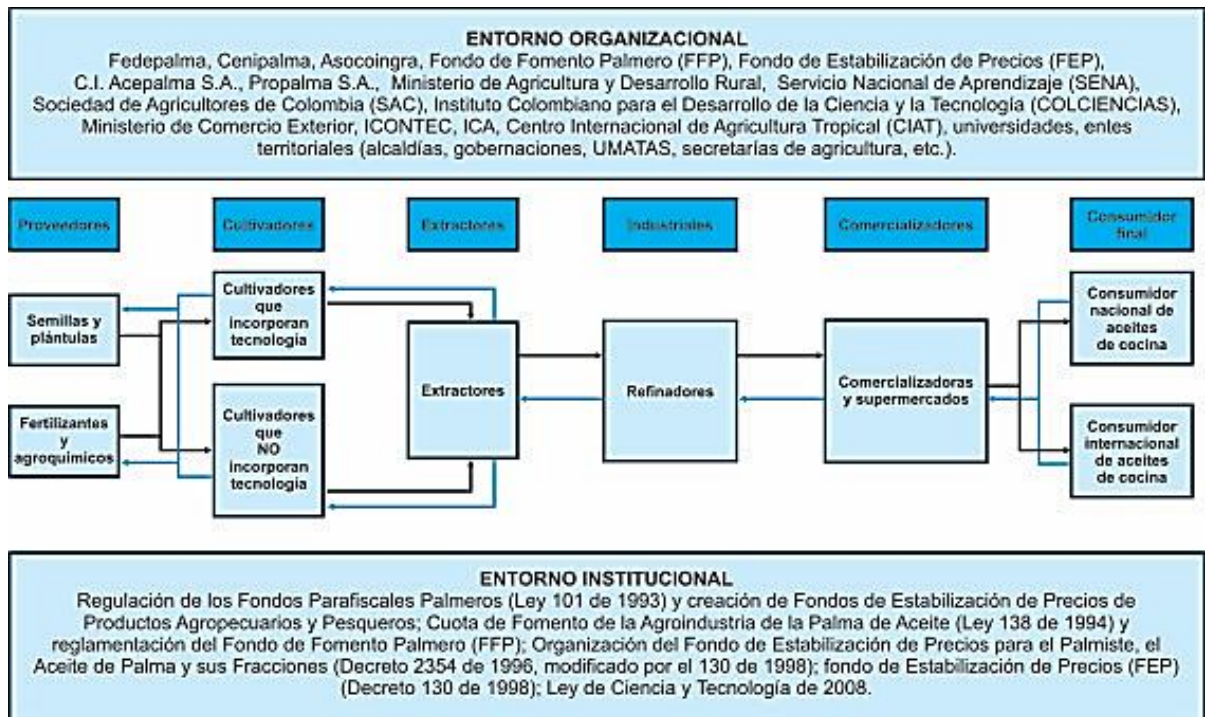 ENTORNO ORGANIZACIONAL
Fedepalma, Cenipalma, Asocoingra, Fondo de Fomento Palmero (FFP), Fondo de Estabilización de Precios (FEP),
C.I. Acepalma S.A., Propalma S.A., Ministerio de Agricultura y Desarrollo Rural, Servicio Nacional de Aprendizaje (SENA),
Sociedad de Agricultores de Colombia (SAC), Instituto Colombiano para el Desarrollo de la Ciencia y la Tecnología (COLCIENCIAS),
Ministerio de Comercio Exterior, ICONTEC, ICA, Centro Internacional de Agricultura Tropical (CIAT), universidades, entes
territoriales (alcaldías, gobernaciones, UMATAS, secretarías de agricultura, etc.).
Proveedores
Cultivadores
Extractores
Industriales
Comercializadores
Consumidor
final
Semillas y
plántulas
Fertilizantes
y
agroquímicos
Cultivadores
que
incorporan
tecnología
Cultivadores
que
NO
incorporan
tecnología
Extractores
Refinadores
Comercializadoras
y supermercados
Consumidor
nacional de
aceites
de cocina
Consumidor
internacional
de aceites
de cocina
ENTORNO INSTITUCIONAL
Regulación de los Fondos Parafiscales Palmeros (Ley 101 de 1993) y creación de Fondos de Estabilización de Precios de
Productos Agropecuarios y Pesqueros; Cuota de Fomento de la Agroindustria de la Palma de Aceite (Ley 138 de 1994) y
reglamentación del Fondo de Fomento Palmero (FFP); Organización del Fondo de Estabilización de Precios para el Palmiste, el
Aceite de Palma y sus Fracciones (Decreto 2354 de 1996, modificado por el 130 de 1998); fondo de Estabilización de Precios (FEP)
(Decreto 130 de 1998); Ley de Ciencia y Tecnología de 2008.